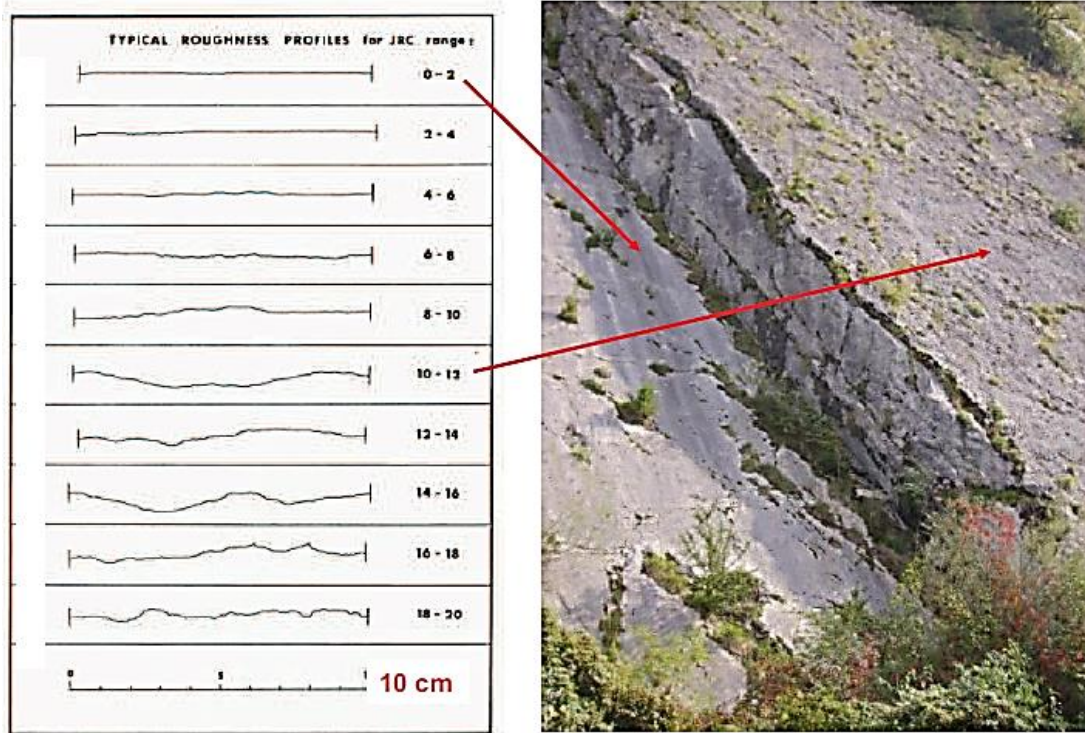 TYPICAL ROUGHNESS PROFILES for JRC range:
0 - 2
2 - 4
4 - 6
6 - 8
8 - 10
10 - 12
12 - 14
14 - 16
16 - 18
18 - 20
0 5 1
10 cm